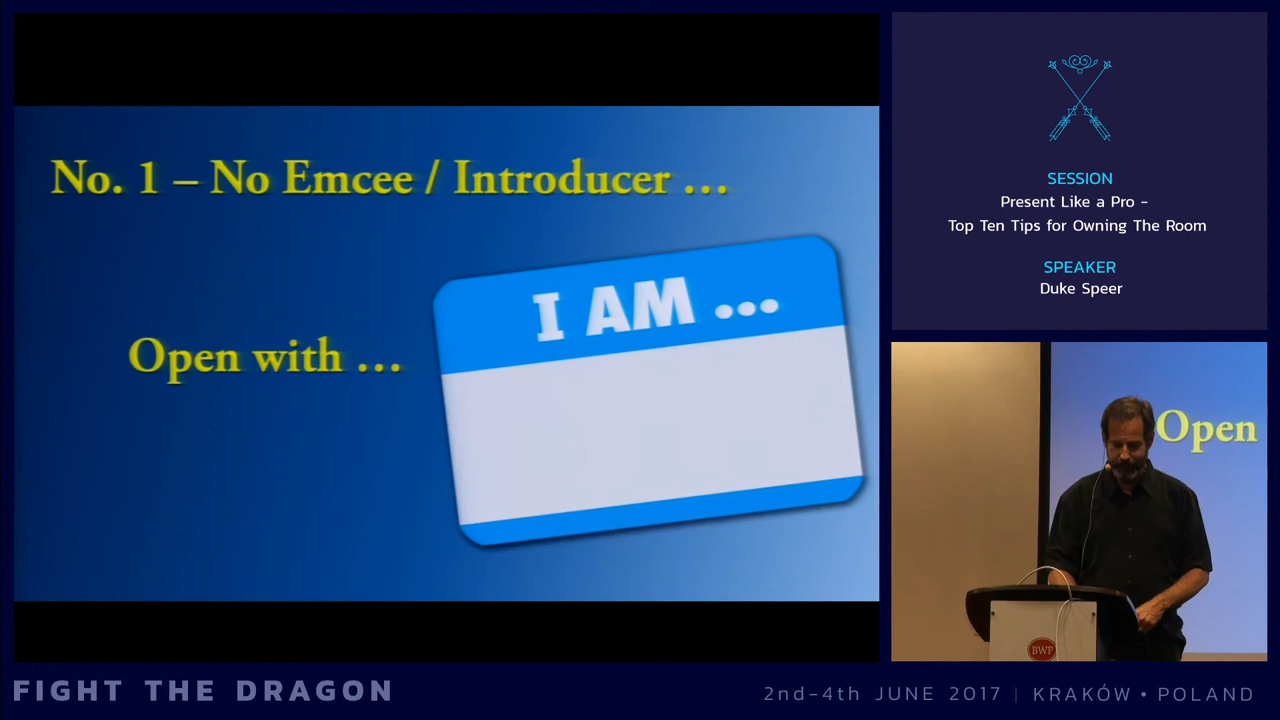 No. 1 – No Emcee / Introducer ...
I AM ...
Open with ...
SESSION
Present Like a Pro -
Top Ten Tips for Owning The Room
SPEAKER
Duke Speer
Open
BWP
FIGHT THE DRAGON
2nd-4th JUNE 2017 | KRAKÓW • POLAND